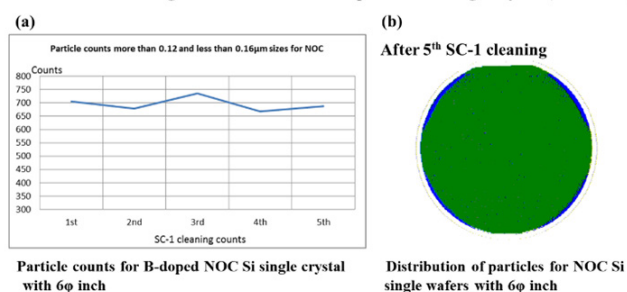 (a)
Particle counts more than 0.12 and less than 0.16μm sizes for NOC
Counts
800
750
700
650
600
550
500
450
400
350
300
1st 2nd 3rd 4th 5th
SC-1 cleaning counts
Particle counts for B-doped NOC Si single crystal
with 6φ inch
(b)
After 5th SC-1 cleaning
Distribution of particles for NOC Si
single wafers with 6φ inch